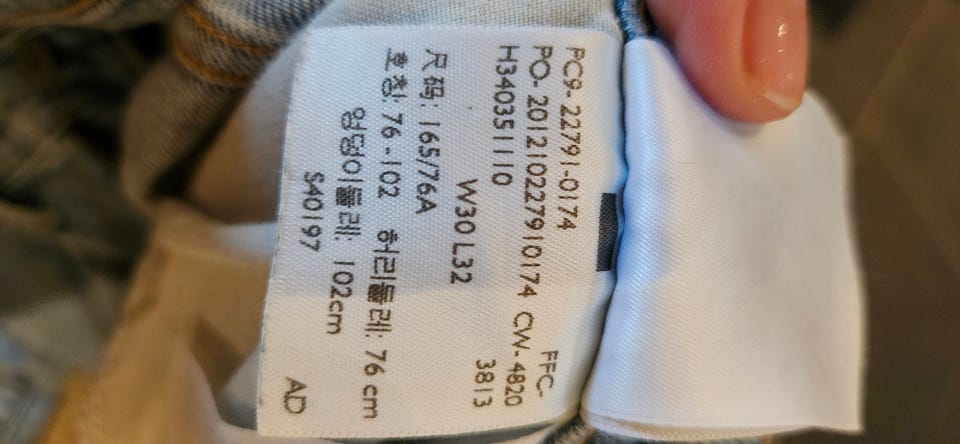 PC9- 22791-0174 FFC-
PO- 201210227910174 CW-4820
H340351110 3813
W30 L32
尺码: 165/76A
호칭: 76 -102 허리둘레: 76 cm
엉덩이둘레: 102cm
S40197 AD